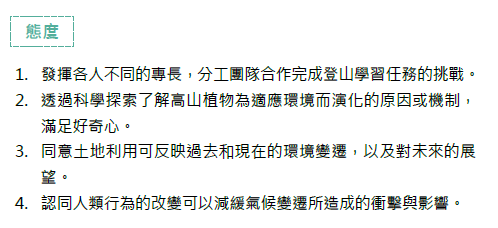 態度
1. 發揮各人不同的專長，分工團隊合作完成登山學習任務的挑戰。
2. 透過科學探索了解高山植物為適應環境而演化的原因或機制，
滿足好奇心。
3. 同意土地利用可反映過去和現在的環境變遷，以及對未來的展
望。
4. 認同人類行為的改變可以減緩氣候變遷所造成的衝擊與影響。